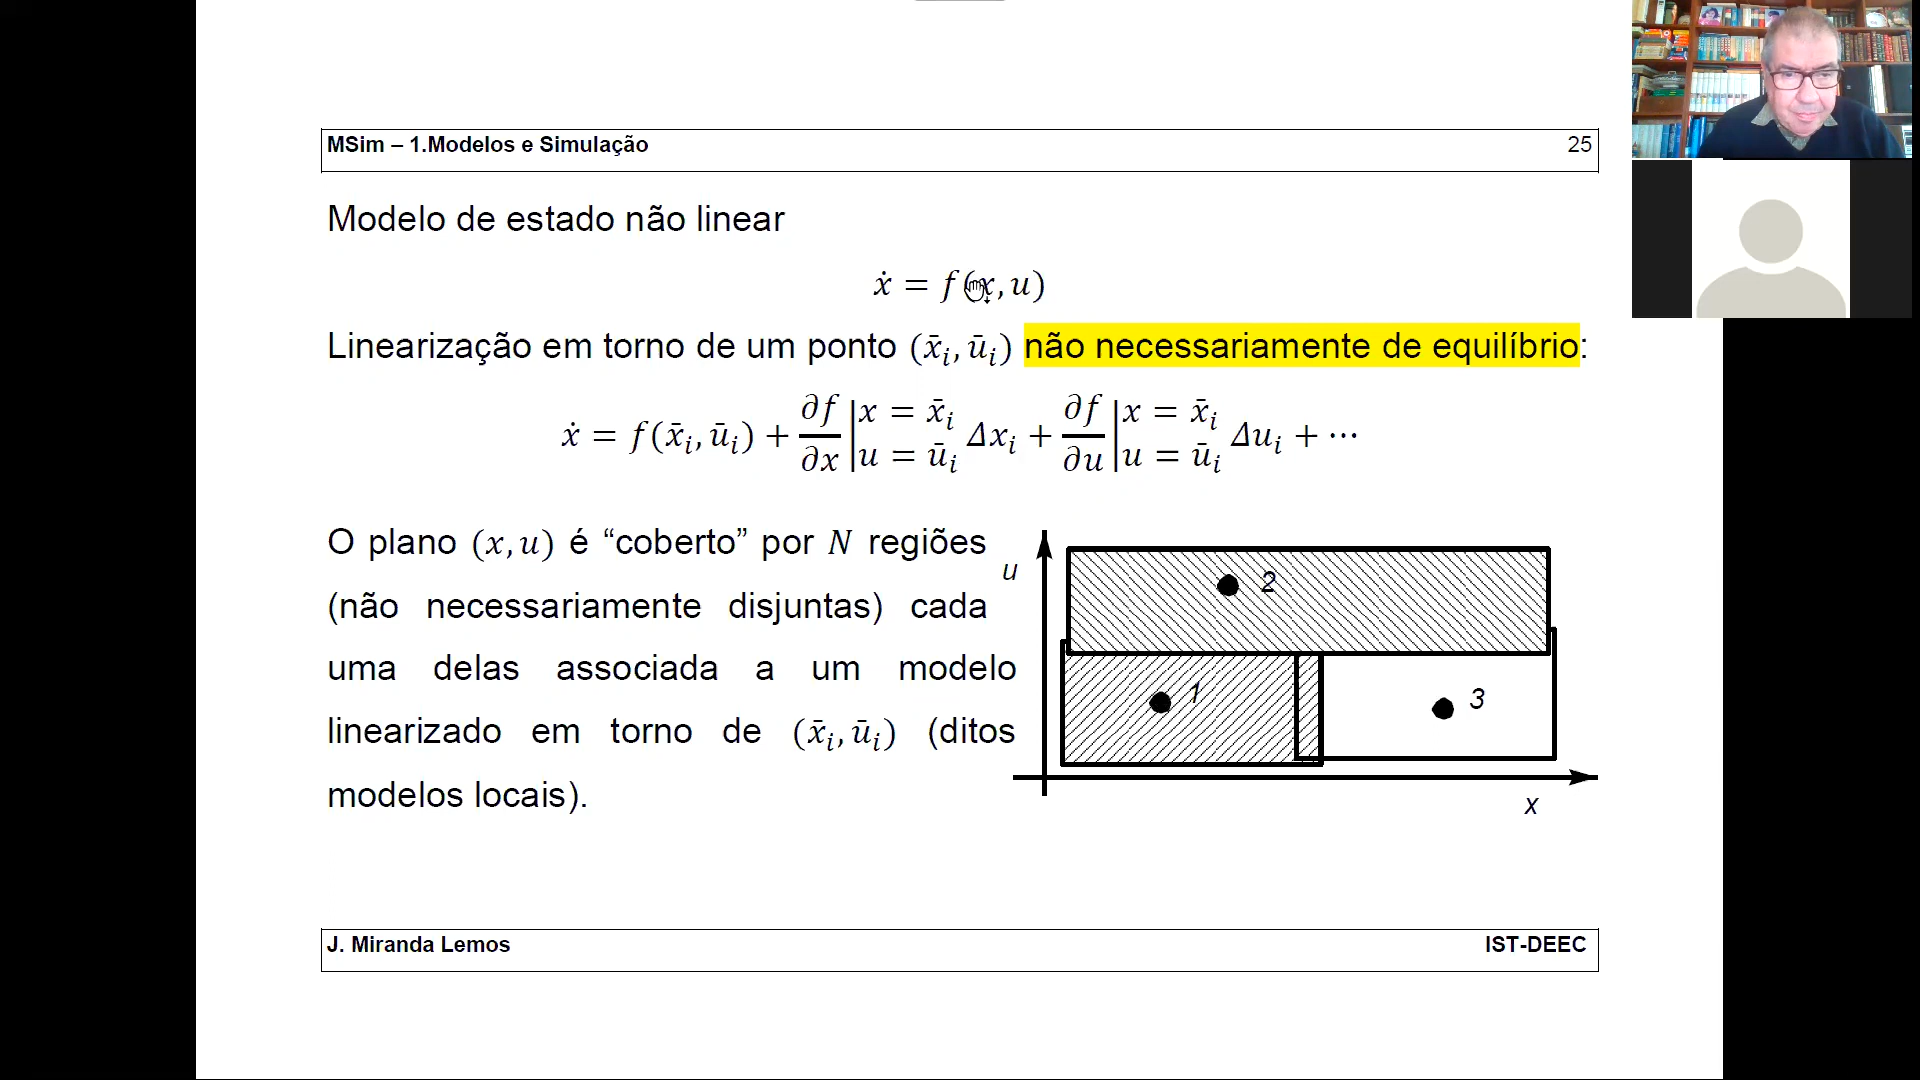 MSim – 1.Modelos e Simulação 25
Modelo de estado não linear
ẋ = f(x, u)
Linearização em torno de um ponto (x̄ᵢ, ūᵢ) não necessariamente de equilíbrio:
ẋ = f(x̄ᵢ, ūᵢ) + ∂f/∂x |x = x̄ᵢ u = ūᵢ Δxᵢ + ∂f/∂u |x = x̄ᵢ u = ūᵢ Δuᵢ + ⋯
O plano (x, u) é “coberto” por N regiões
(não necessariamente disjuntas) cada
uma delas associada a um modelo
linearizado em torno de (x̄ᵢ, ūᵢ) (ditos
modelos locais).
u
2
1
3
x
J. Miranda Lemos IST-DEEC